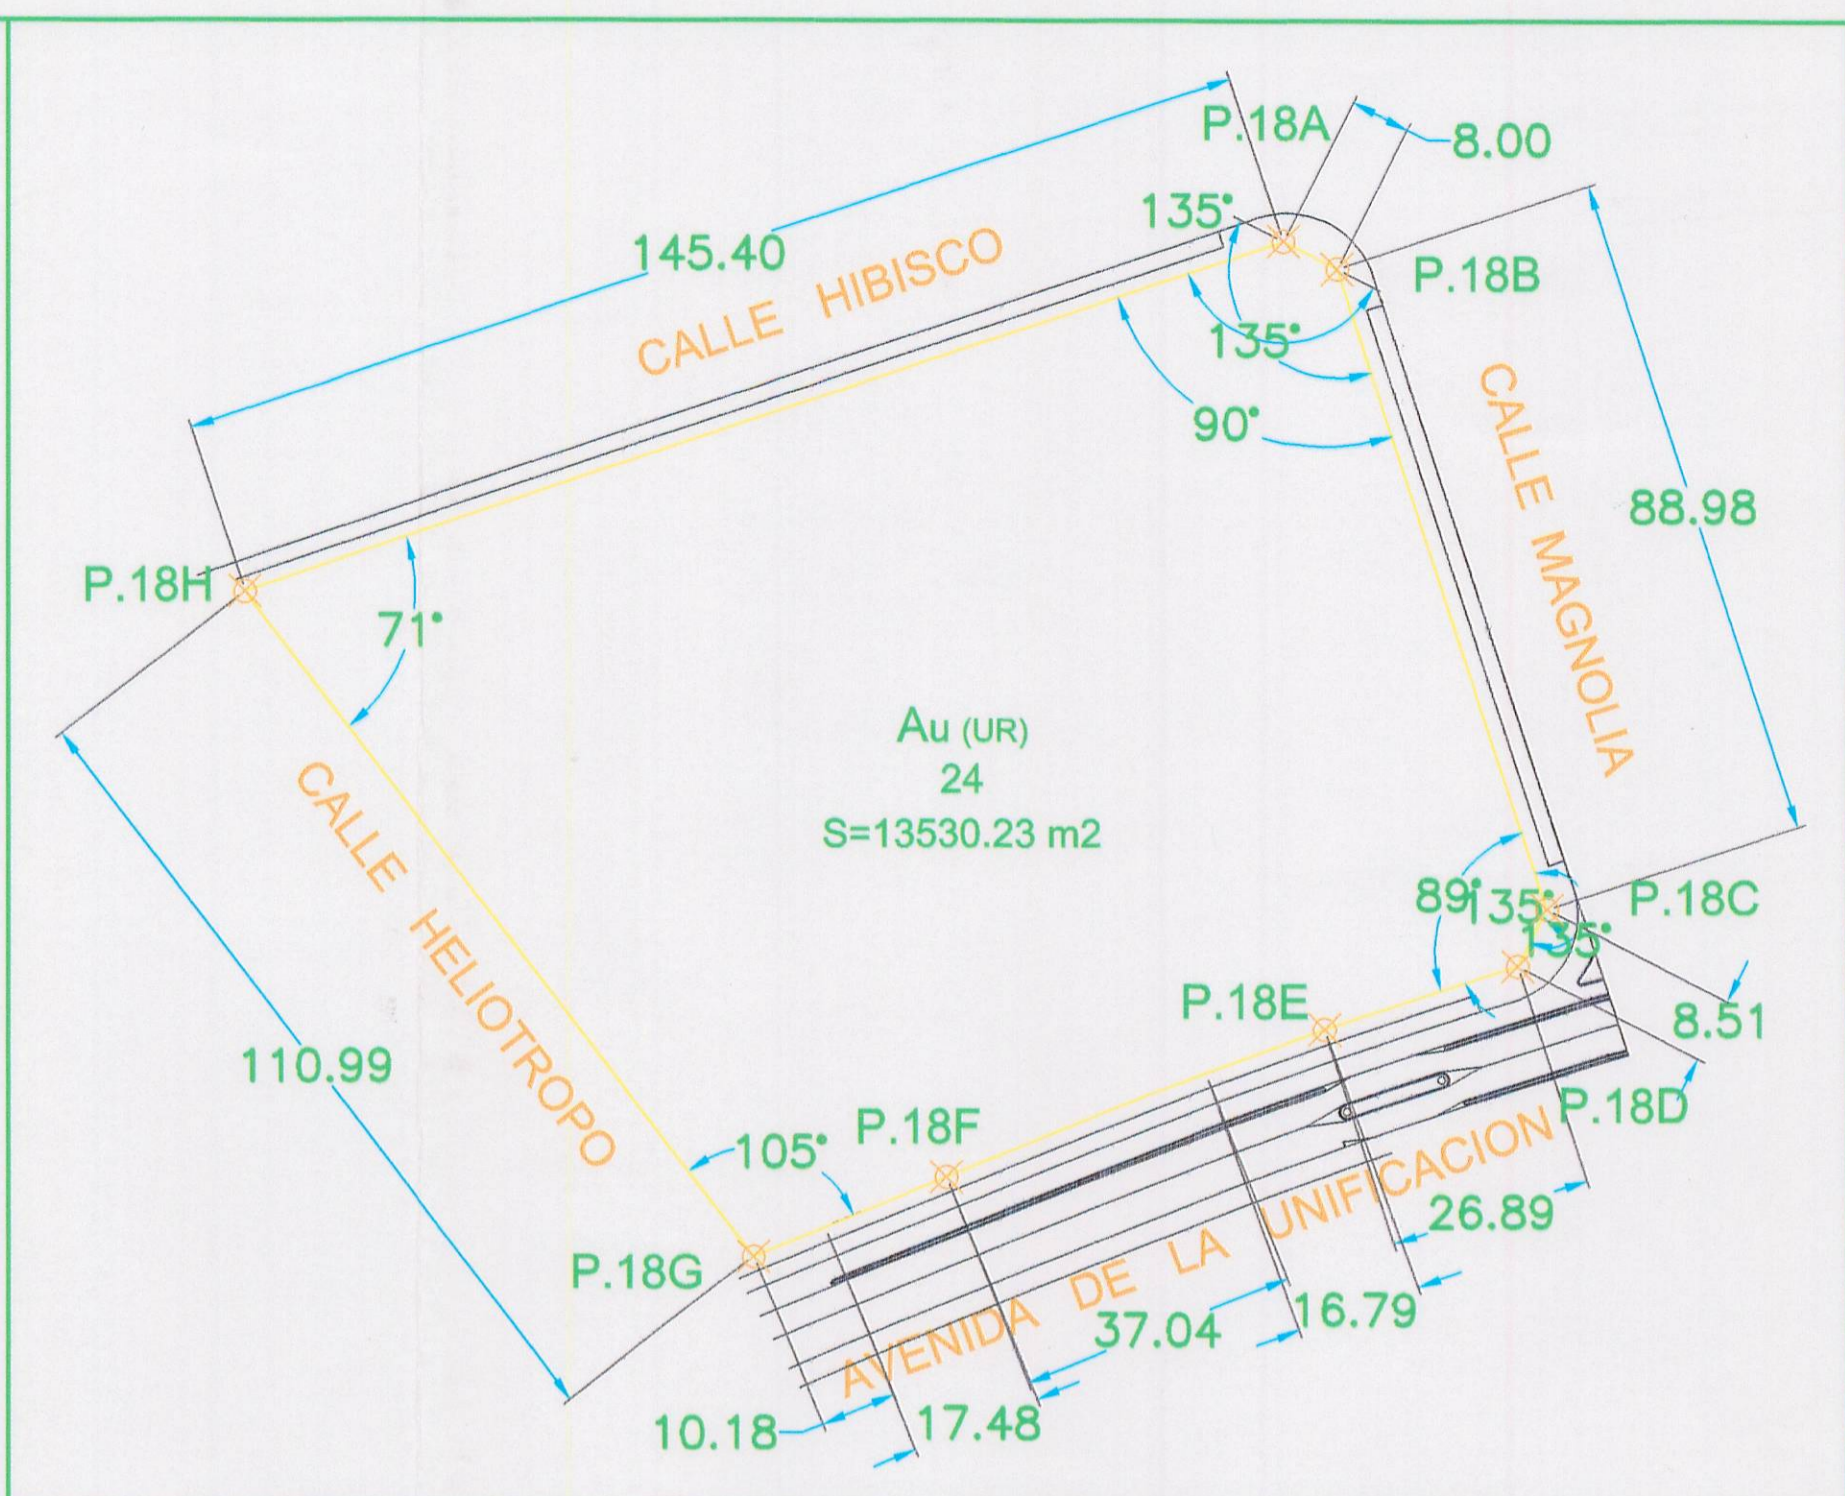 P.18A
8.00
135°
145.40
CALLE HIBISCO
P.18B
135°
90°
CALLE MAGNOLIA
88.98
P.18H
71°
Au (UR)
24
S=13530.23 m2
CALLE HELIOTROPO
89°
135°
P.18C
135°
P.18E
8.51
110.99
P.18D
105°
P.18F
P.18G
26.89
AVENIDA DE LA UNIFICACION
37.04
16.79
10.18
17.48